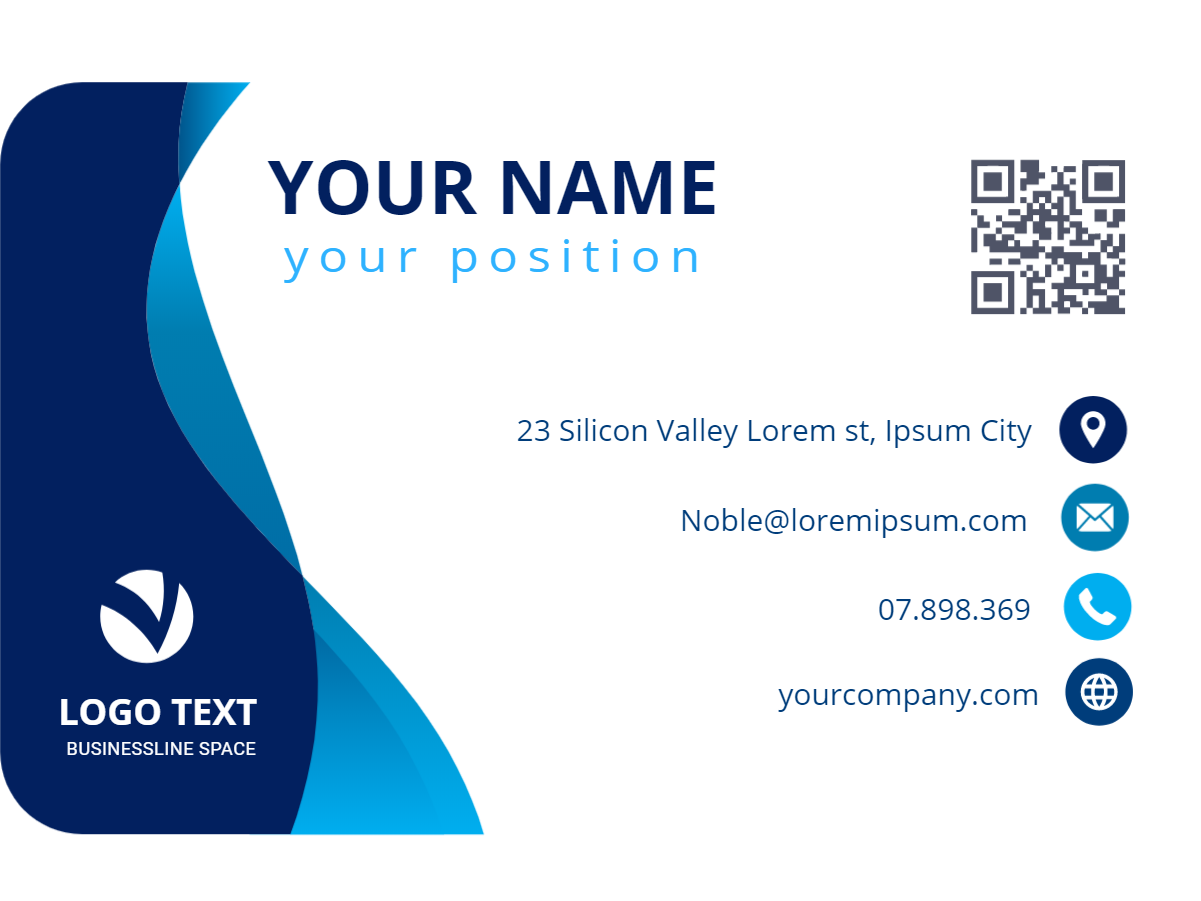 YOUR NAME
your position
23 Silicon Valley Lorem st, Ipsum City
Noble@loremipsum.com
07.898.369
yourcompany.com
LOGO TEXT
BUSINESSLINE SPACE